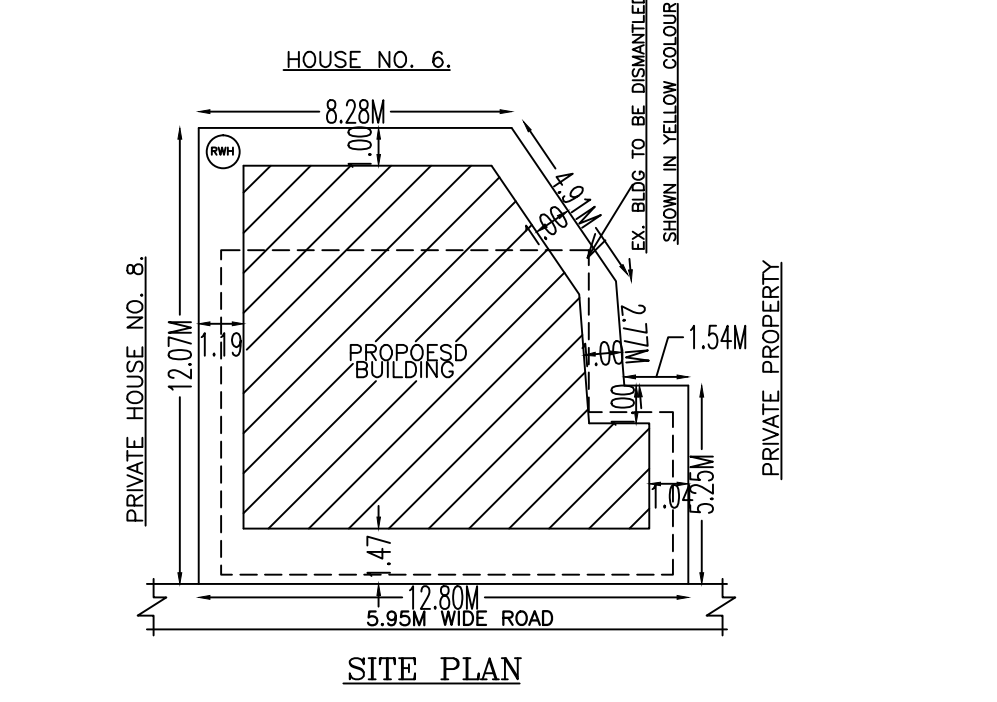 EX. BLDG TO BE DISMANTLED
SHOWN IN YELLOW COLOUR
HOUSE NO. 6.
8.28M
1.00
RWH
4.91M
1.00
PRIVATE HOUSE NO. 8.
12.07M
1.19
PROPOESD
BUILDING
2.77M
1.00
1.54M
1.00
PRIVATE PROPERTY
1.04
5.25M
1.47
12.80M
5.95M WIDE ROAD
SITE PLAN